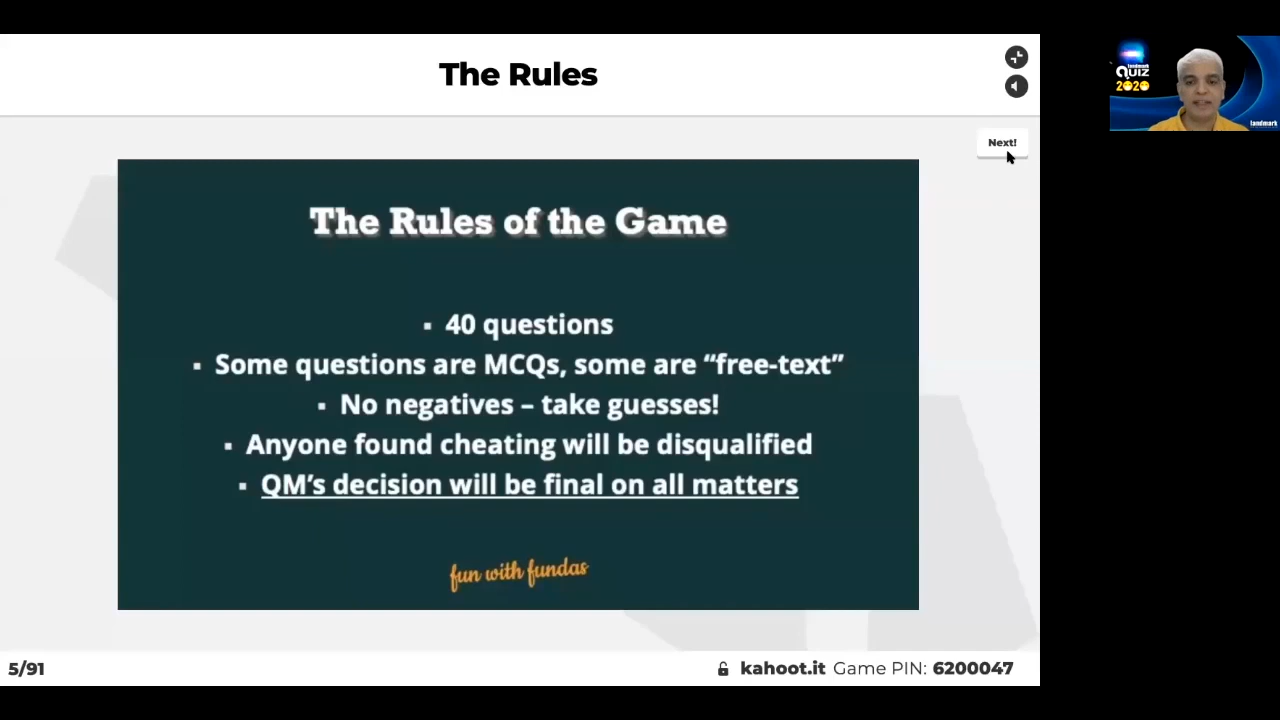 The Rules
Next!
The Rules of the Game
▪ 40 questions
▪ Some questions are MCQs, some are “free-text”
▪ No negatives – take guesses!
▪ Anyone found cheating will be disqualified
▪ QM’s decision will be final on all matters
fun with fundas
5/91
kahoot.it Game PIN: 6200047
landmark
QUIZ
2020
landmark